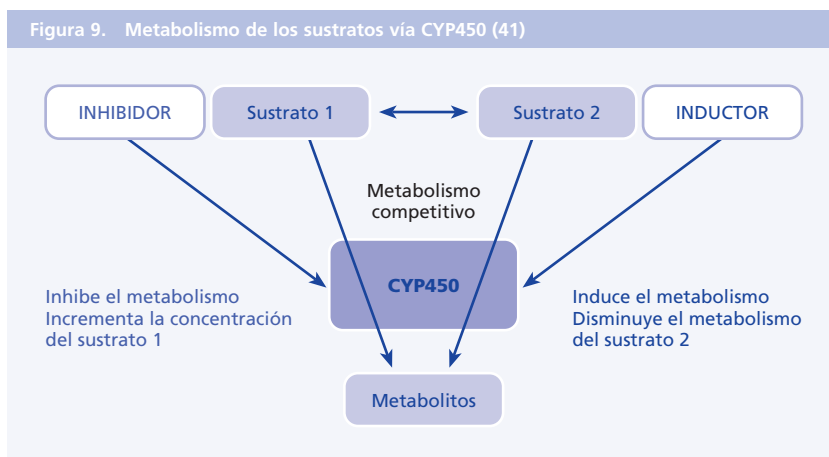 Figura 9. Metabolismo de los sustratos vía CYP450 (41)
INHIBIDOR
Sustrato 1
Sustrato 2
INDUCTOR
Metabolismo
competitivo
CYP450
Inhibe el metabolismo
Incrementa la concentración
del sustrato 1
Induce el metabolismo
Disminuye el metabolismo
del sustrato 2
Metabolitos